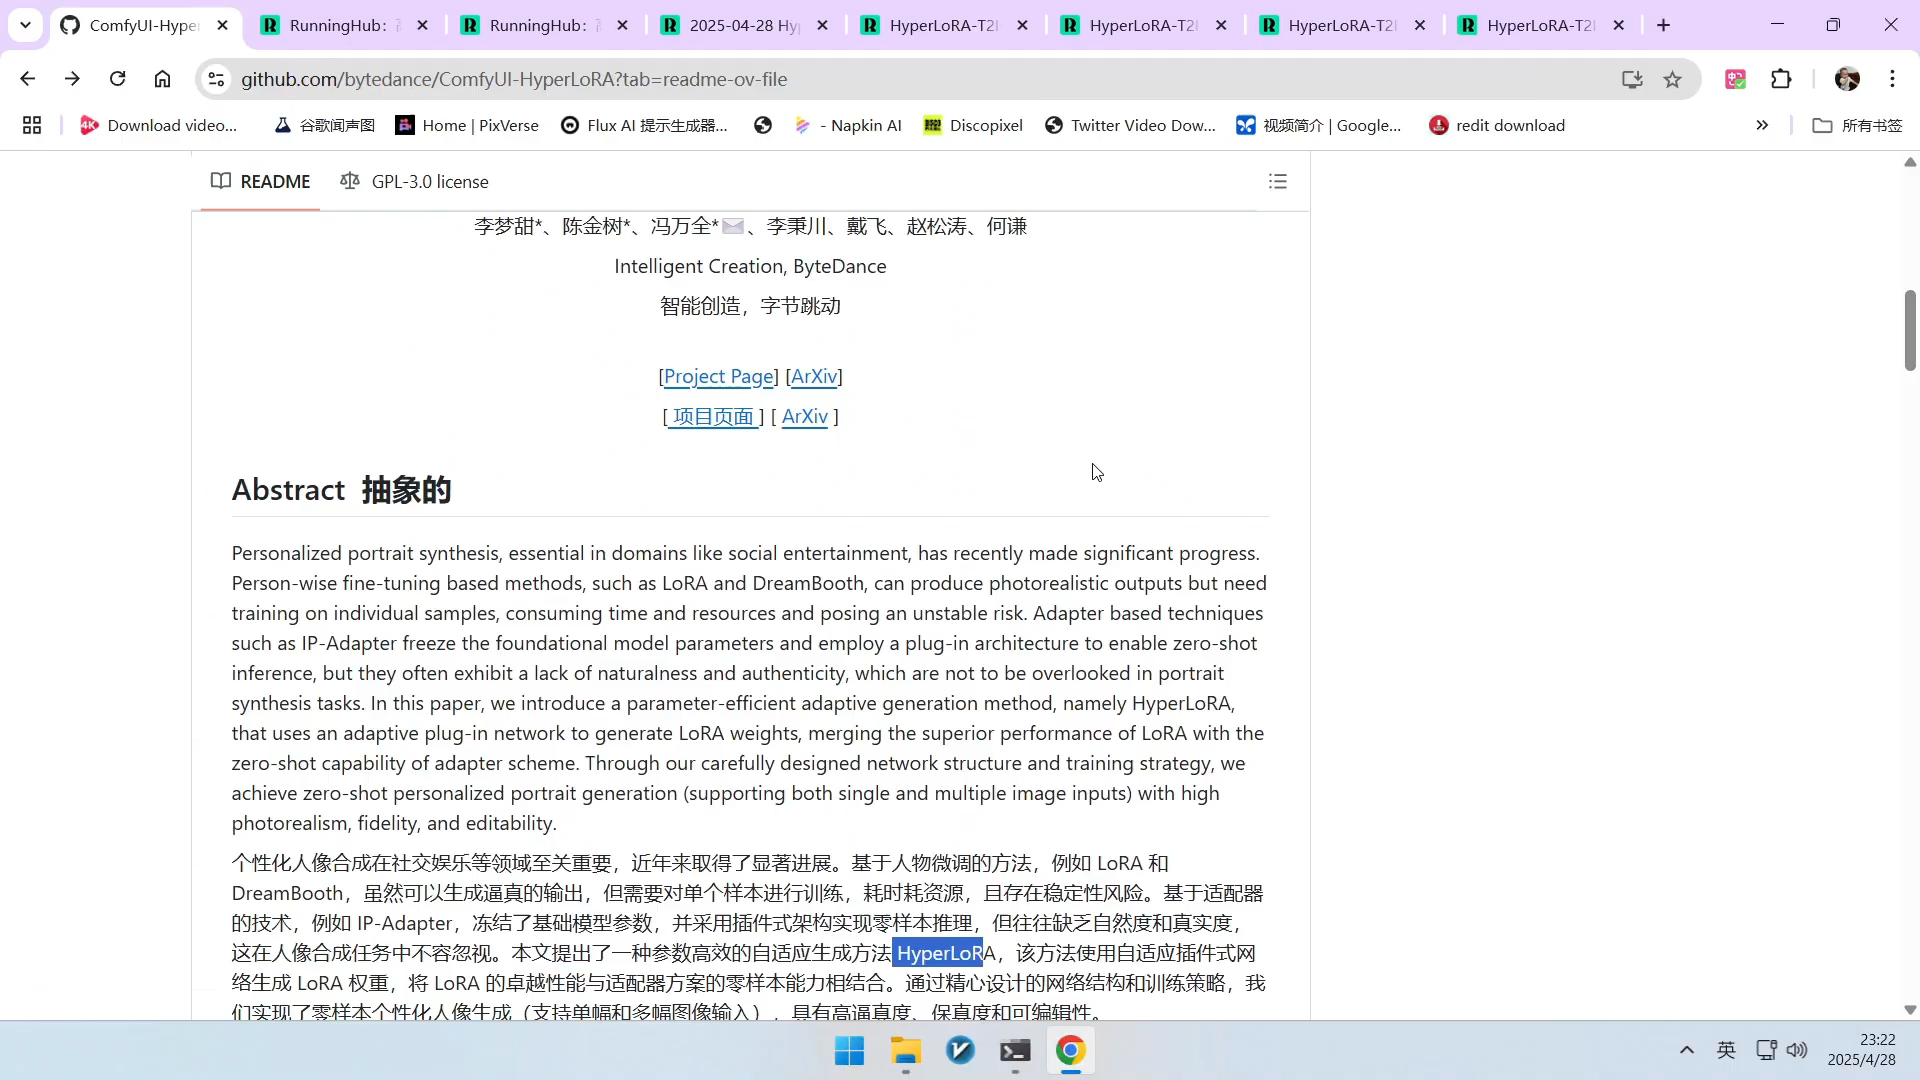 ComfyUI-Hyper
RunningHub：
RunningHub：
2025-04-28 Hy
HyperLoRA-T2I
HyperLoRA-T2I
HyperLoRA-T2I
HyperLoRA-T2I
github.com/bytedance/ComfyUI-HyperLoRA?tab=readme-ov-file
Download video...
谷歌闻声图
Home | PixVerse
Flux AI 提示生成器...
- Napkin AI
Discopixel
Twitter Video Dow...
视频简介 | Google...
redit download
所有书签
README
GPL-3.0 license
李梦甜*、陈金树*、冯万全*、李秉川、戴飞、赵松涛、何谦
Intelligent Creation, ByteDance
智能创造，字节跳动
[Project Page] [ArXiv]
[ 项目页面 ] [ ArXiv ]
Abstract 抽象的
Personalized portrait synthesis, essential in domains like social entertainment, has recently made significant progress.
Person-wise fine-tuning based methods, such as LoRA and DreamBooth, can produce photorealistic outputs but need
training on individual samples, consuming time and resources and posing an unstable risk. Adapter based techniques
such as IP-Adapter freeze the foundational model parameters and employ a plug-in architecture to enable zero-shot
inference, but they often exhibit a lack of naturalness and authenticity, which are not to be overlooked in portrait
synthesis tasks. In this paper, we introduce a parameter-efficient adaptive generation method, namely HyperLoRA,
that uses an adaptive plug-in network to generate LoRA weights, merging the superior performance of LoRA with the
zero-shot capability of adapter scheme. Through our carefully designed network structure and training strategy, we
achieve zero-shot personalized portrait generation (supporting both single and multiple image inputs) with high
photorealism, fidelity, and editability.
个性化人像合成在社交娱乐等领域至关重要，近年来取得了显著进展。基于人物微调的方法，例如 LoRA 和
DreamBooth，虽然可以生成逼真的输出，但需要对单个样本进行训练，耗时耗资源，且存在稳定性风险。基于适配器
的技术，例如 IP-Adapter，冻结了基础模型参数，并采用插件式架构实现零样本推理，但往往缺乏自然度和真实度，
这在人像合成任务中不容忽视。本文提出了一种参数高效的自适应生成方法 HyperLoRA，该方法使用自适应插件式网
络生成 LoRA 权重，将 LoRA 的卓越性能与适配器方案的零样本能力相结合。通过精心设计的网络结构和训练策略，我
们实现了零样本个性化人像生成（支持单幅和多幅图像输入），具有高逼真度、保真度和可编辑性。
英
23:22
2025/4/28